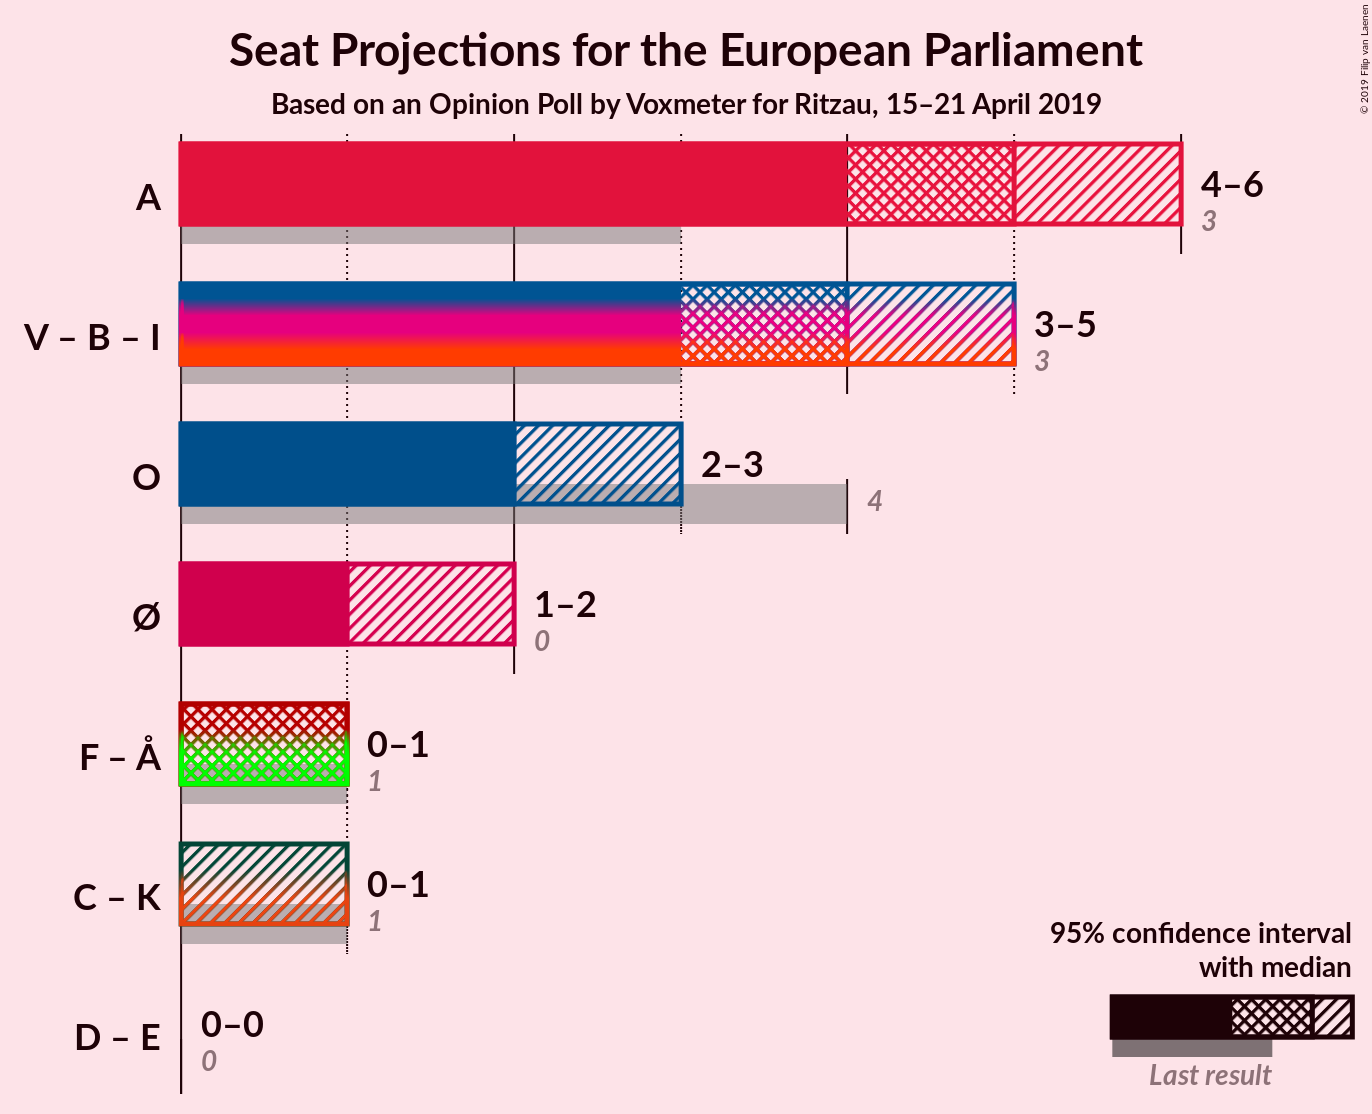 Seat Projections for the European Parliament
Based on an Opinion Poll by Voxmeter for Ritzau, 15–21 April 2019
© 2019 Filip van Laenen
A
4–6
3
V – B – I
3–5
3
O
2–3
4
Ø
1–2
0
F – Å
0–1
1
C – K
0–1
1
D – E
0–0
0
95% confidence interval
with median
Last result